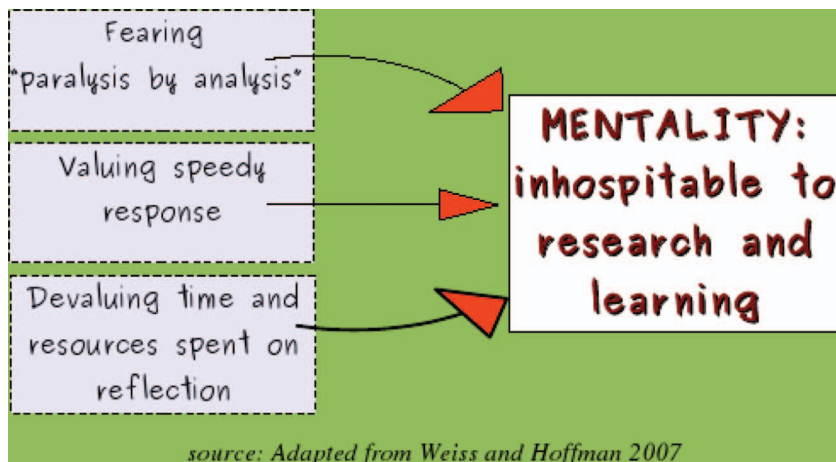 Fearing
"paralysis by analysis"
Valuing speedy
response
Devaluing time and
resources spent on
reflection
MENTALITY:
inhospitable to
research and
learning
source: Adapted from Weiss and Hoffman 2007